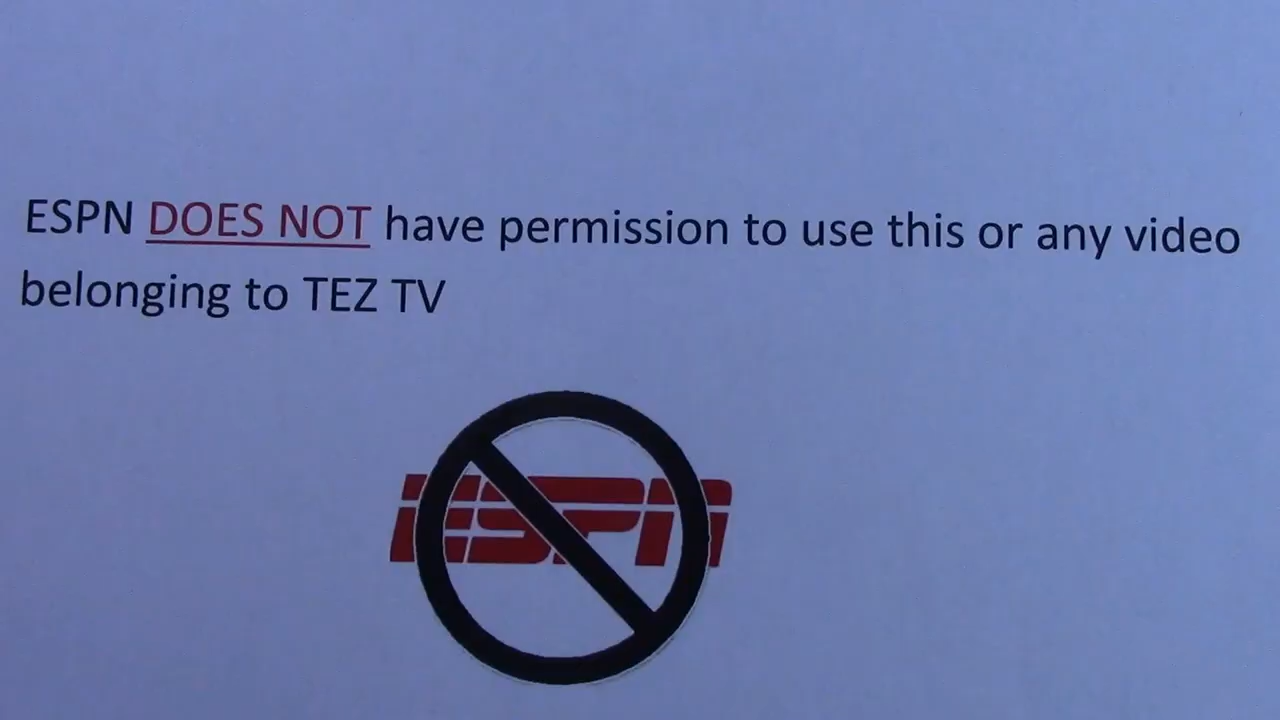 ESPN DOES NOT have permission to use this or any video
belonging to TEZ TV
ESPN